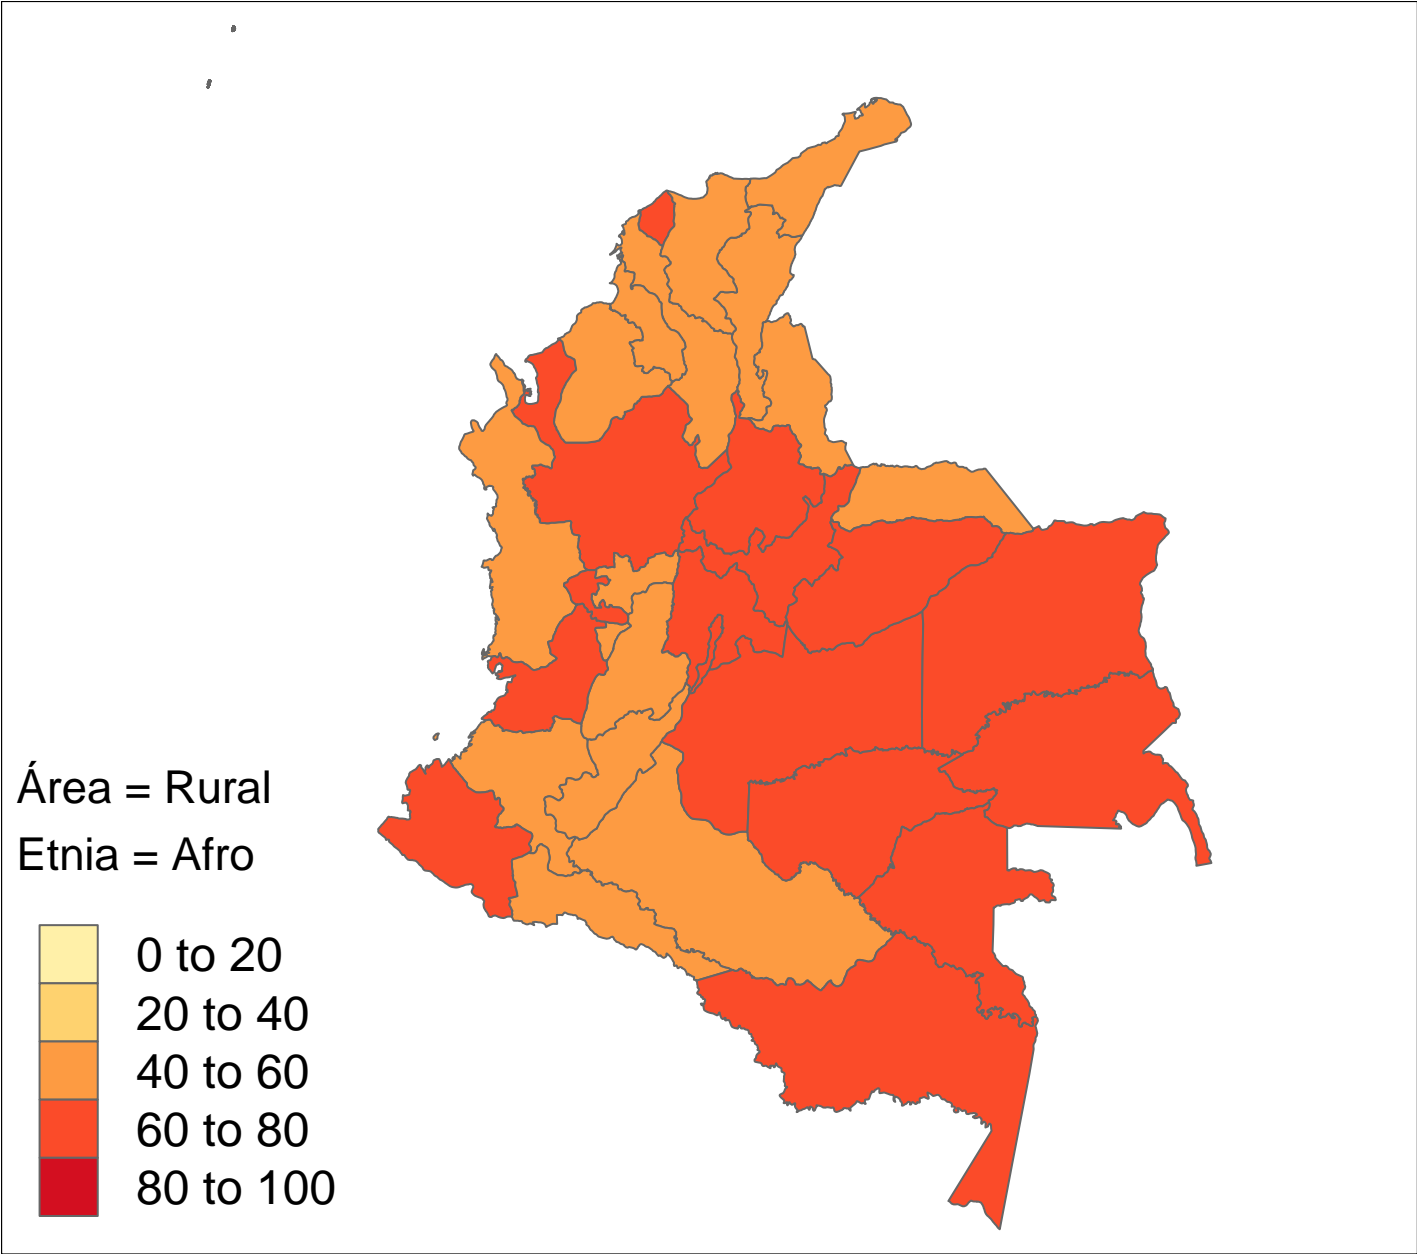 Área = Rural
Etnia = Afro
0 to 20
20 to 40
40 to 60
60 to 80
80 to 100